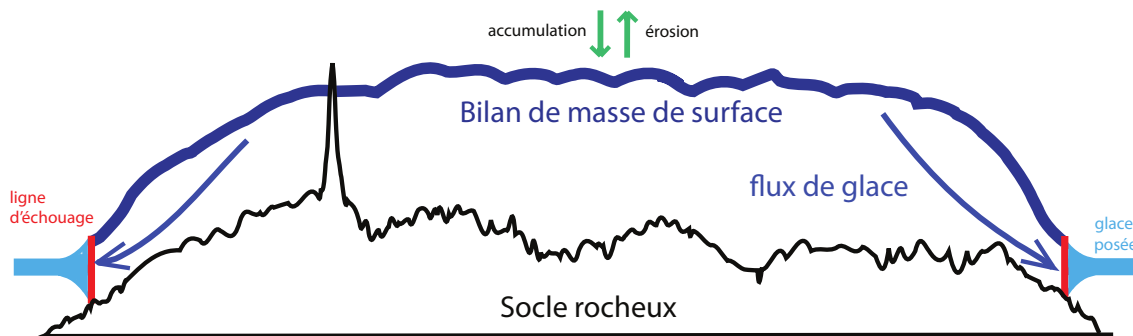 accumulation
érosion
Bilan de masse de surface
flux de glace
ligne
d'échouage
glace
posée
Socle rocheux